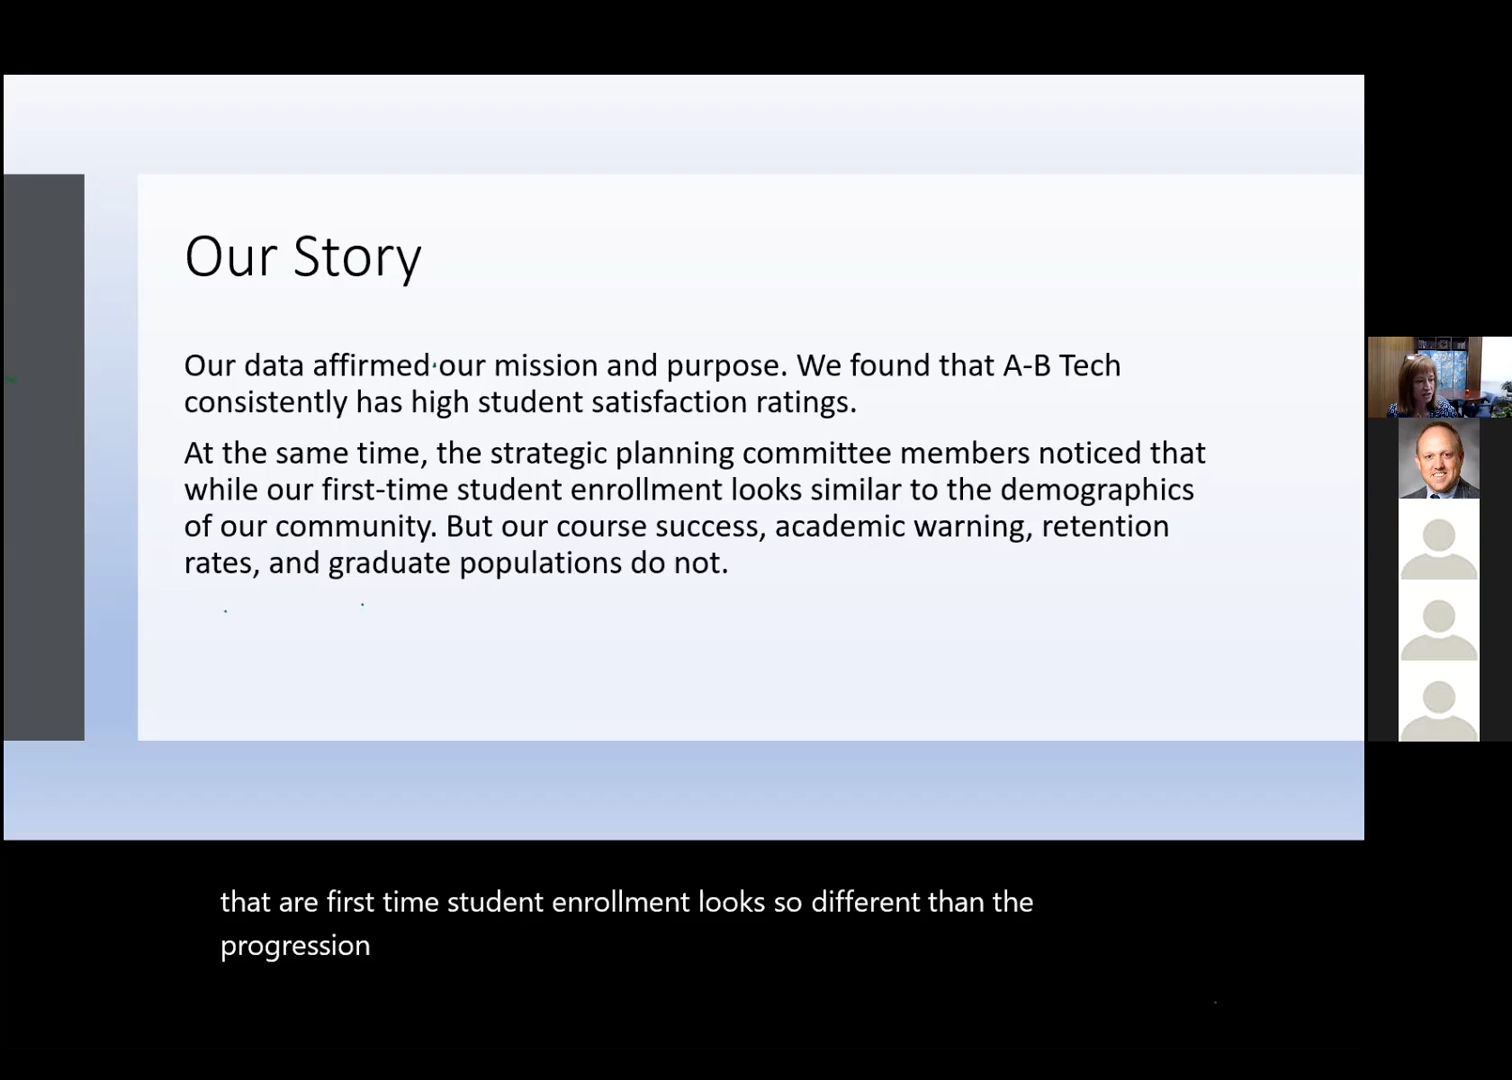 Our Story
Our data affirmed our mission and purpose. We found that A-B Tech
consistently has high student satisfaction ratings.
At the same time, the strategic planning committee members noticed that
while our first-time student enrollment looks similar to the demographics
of our community. But our course success, academic warning, retention
rates, and graduate populations do not.
that are first time student enrollment looks so different than the
progression